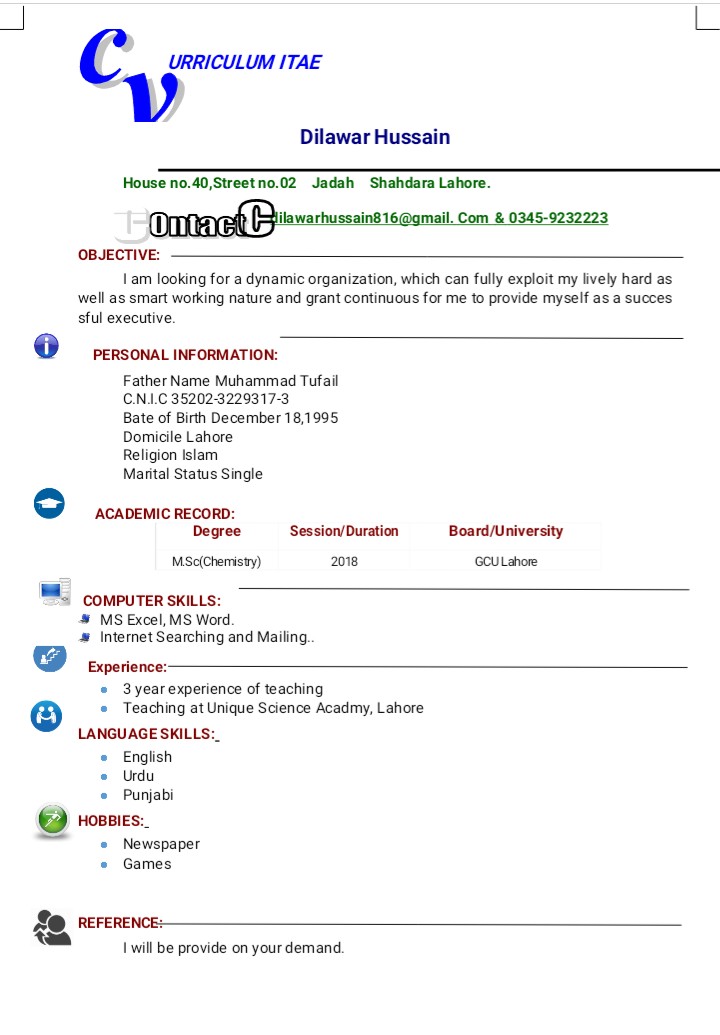 CV
URRICULUM ITAE
Dilawar Hussain
House no.40,Street no.02 Jadah Shahdara Lahore.
ContactC dilawarhussain816@gmail. Com & 0345-9232223
OBJECTIVE:
I am looking for a dynamic organization, which can fully exploit my lively hard as
well as smart working nature and grant continuous for me to provide myself as a succes
sful executive.
PERSONAL INFORMATION:
Father Name Muhammad Tufail
C.N.I.C 35202-3229317-3
Bate of Birth December 18,1995
Domicile Lahore
Religion Islam
Marital Status Single
ACADEMIC RECORD:
Degree Session/Duration Board/University
M.Sc(Chemistry) 2018 GCU Lahore
COMPUTER SKILLS:
MS Excel, MS Word.
Internet Searching and Mailing..
Experience:
3 year experience of teaching
Teaching at Unique Science Acadmy, Lahore
LANGUAGE SKILLS:
English
Urdu
Punjabi
HOBBIES:
Newspaper
Games
REFERENCE:
I will be provide on your demand.